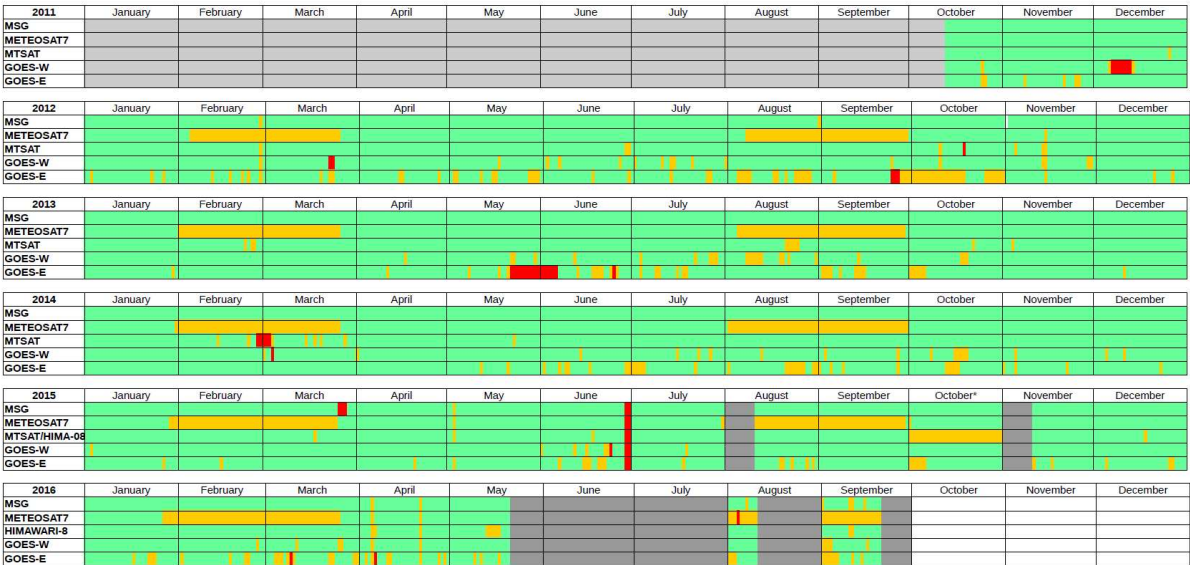 2011 January February March April May June July August September October November December
MSG
METEOSAT7
MTSAT
GOES-W
GOES-E
2012 January February March April May June July August September October November December
MSG
METEOSAT7
MTSAT
GOES-W
GOES-E
2013 January February March April May June July August September October November December
MSG
METEOSAT7
MTSAT
GOES-W
GOES-E
2014 January February March April May June July August September October November December
MSG
METEOSAT7
MTSAT
GOES-W
GOES-E
2015 January February March April May June July August September October* November December
MSG
METEOSAT7
MTSAT/HIMA-08
GOES-W
GOES-E
2016 January February March April May June July August September October November December
MSG
METEOSAT7
HIMAWARI-8
GOES-W
GOES-E